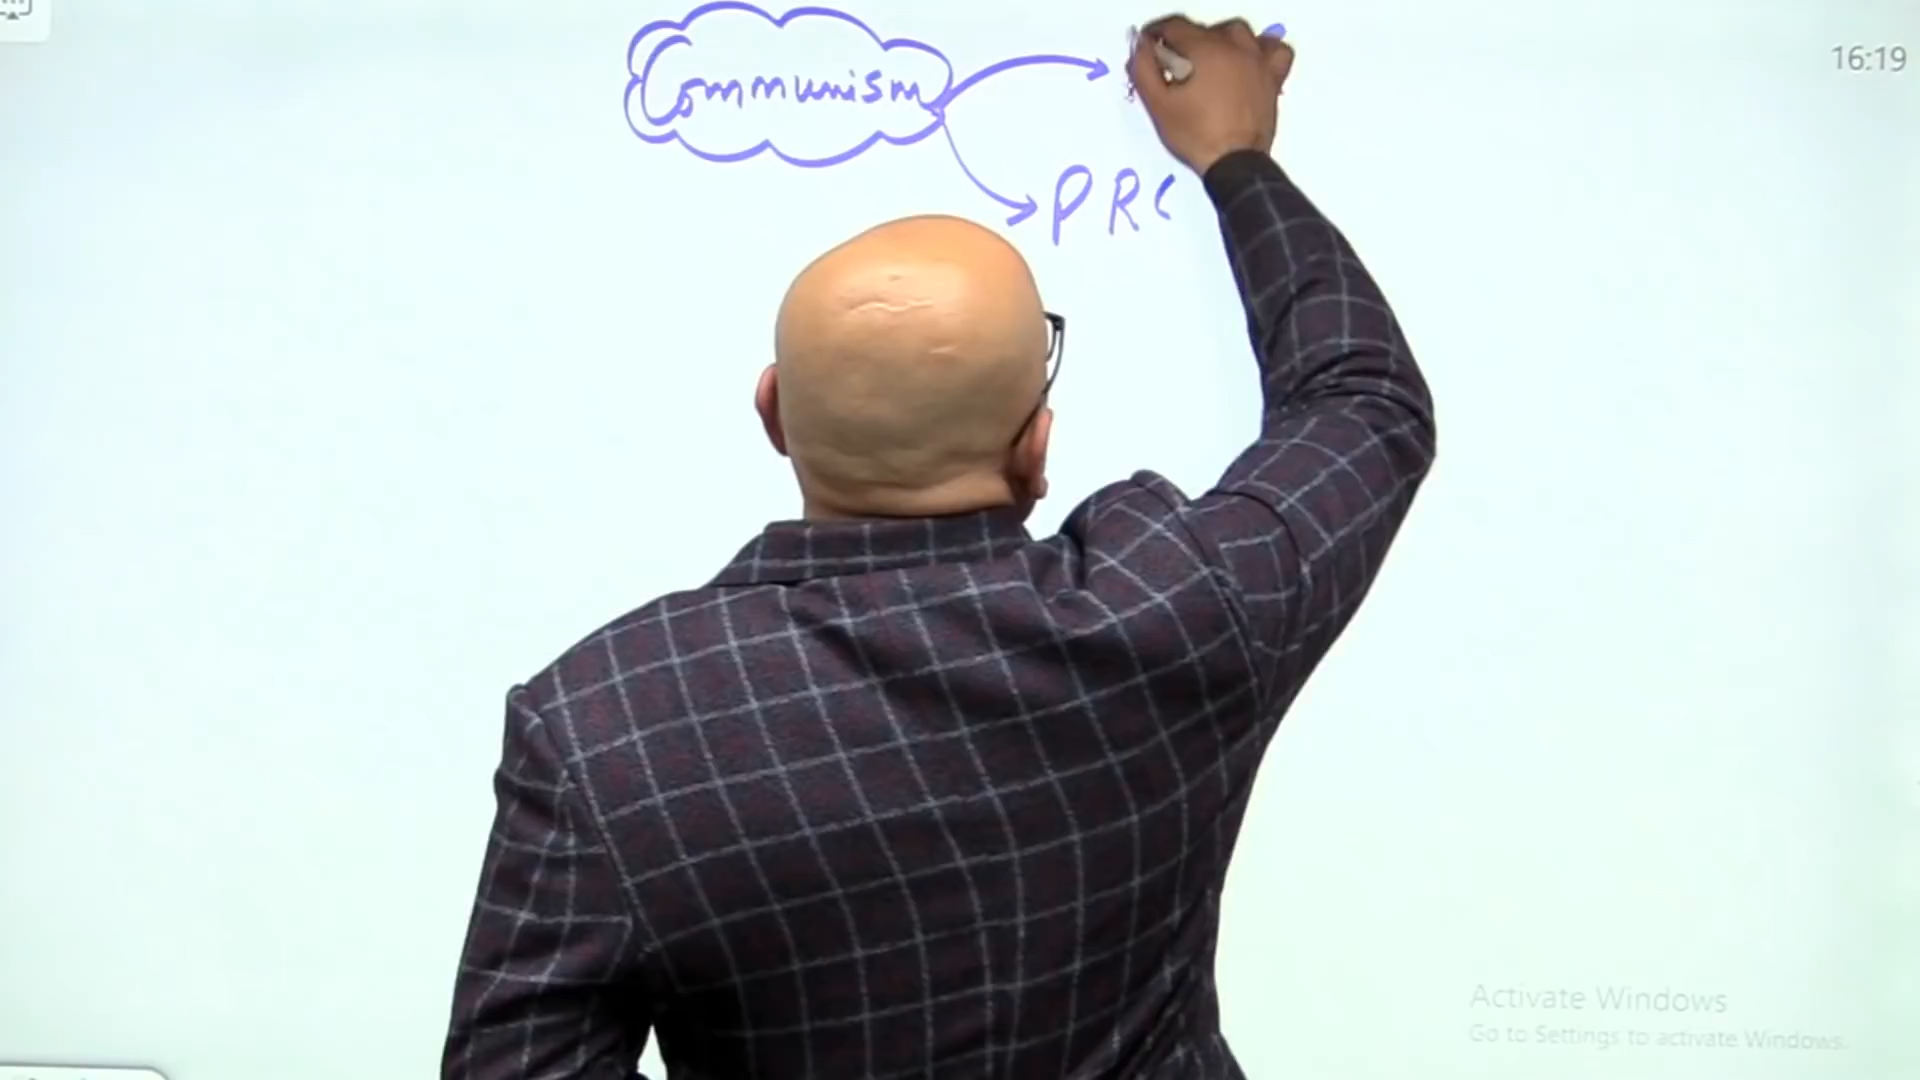 16:19
Communism
PRC
Activate Windows
Go to Settings to activate Windows.